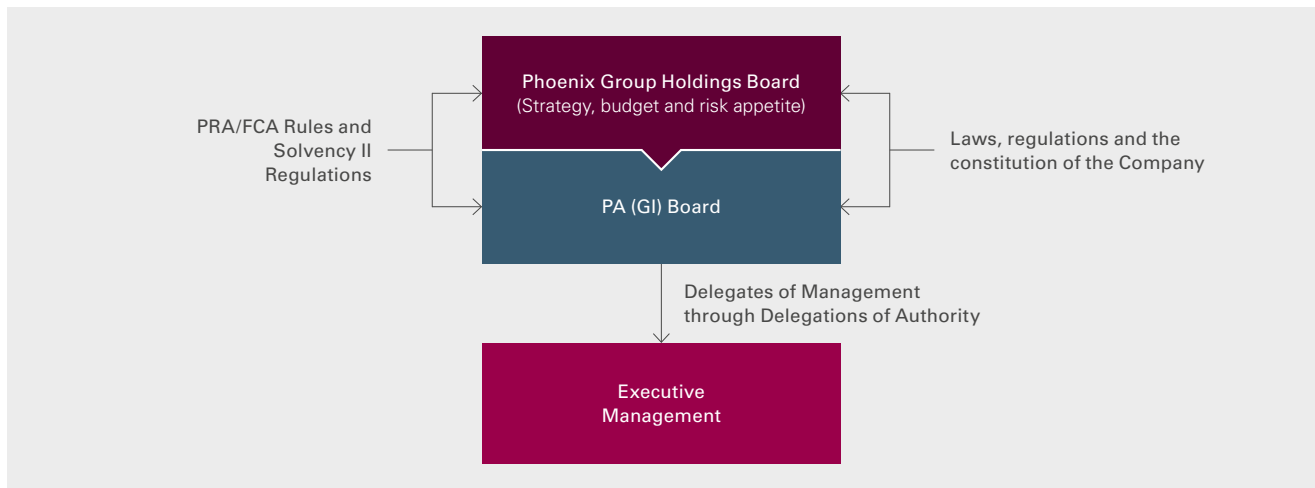 Phoenix Group Holdings Board
(Strategy, budget and risk appetite)
PRA/FCA Rules and
Solvency II
Regulations
Laws, regulations and the
constitution of the Company
PA (GI) Board
Delegates of Management
through Delegations of Authority
Executive
Management